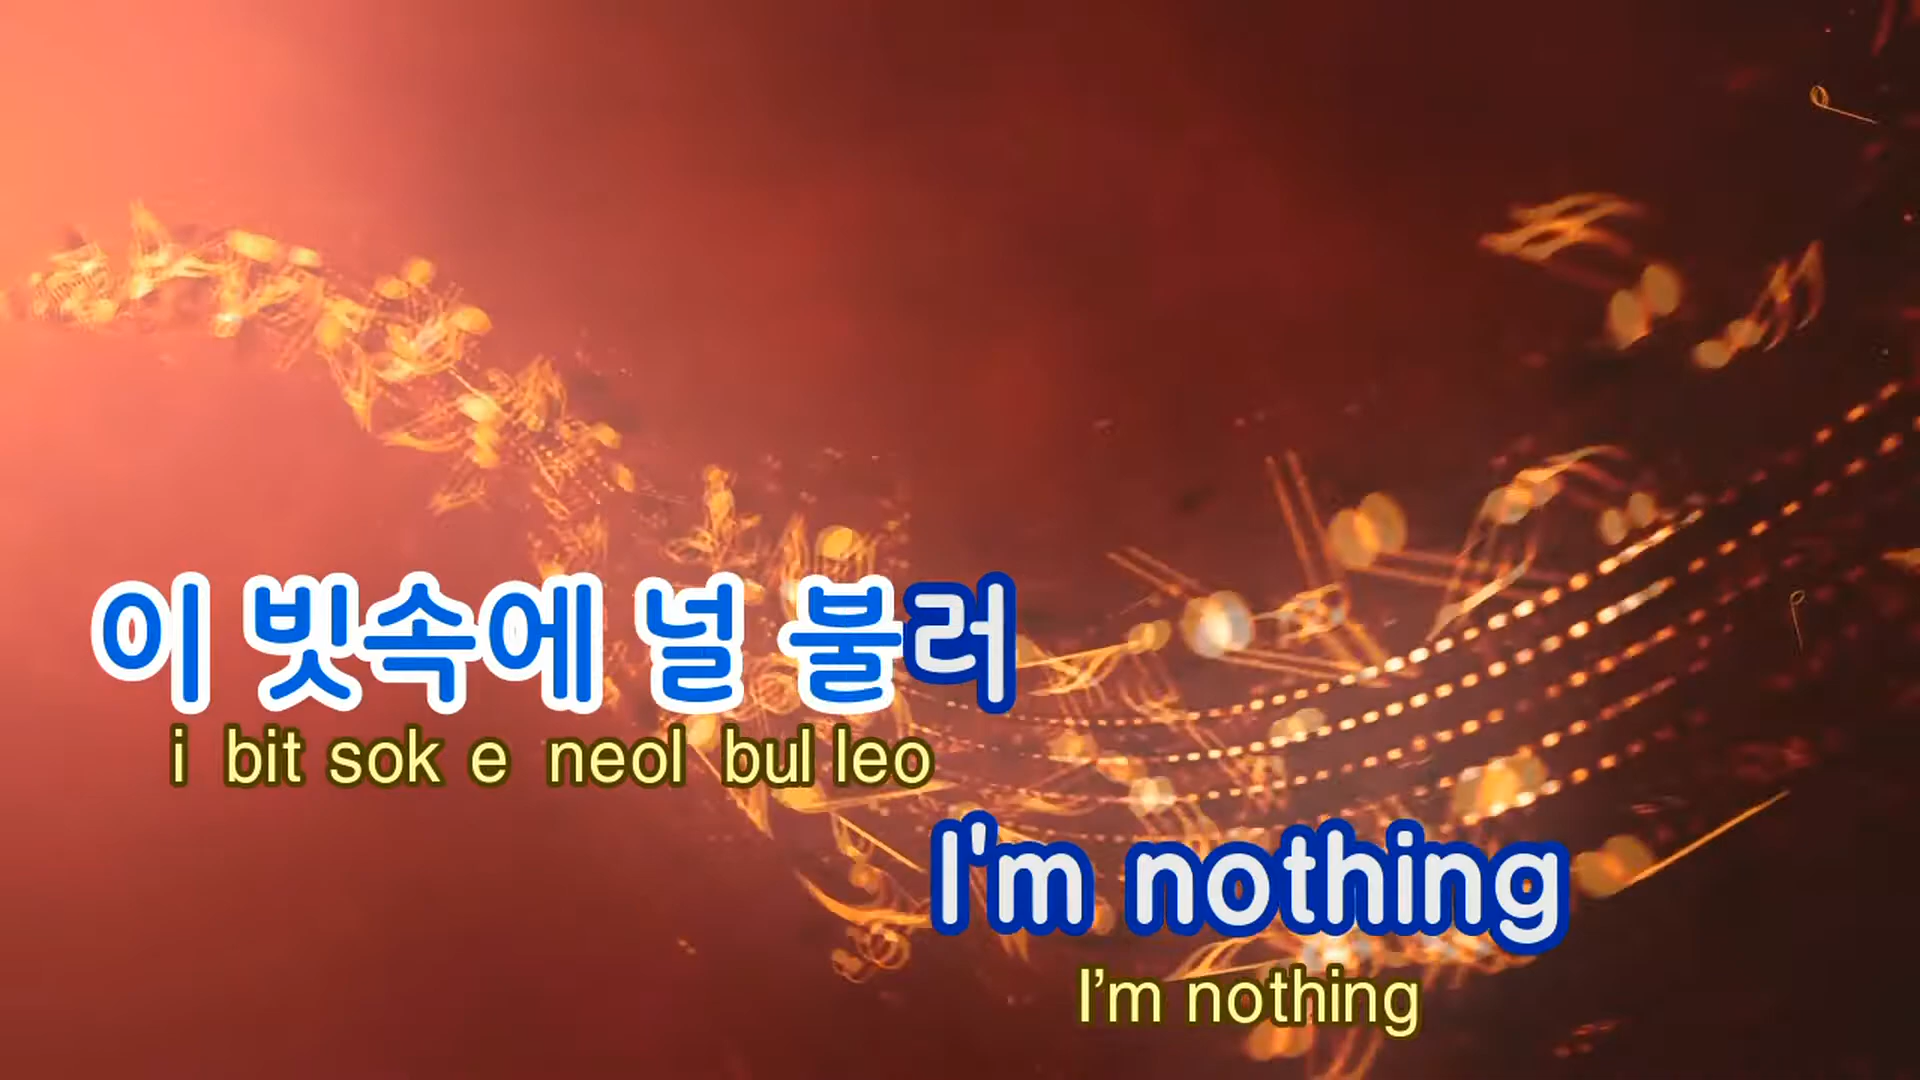 이 빗속에 널 불러
i bit sok e neol bul leo
I'm nothing
I’m nothing